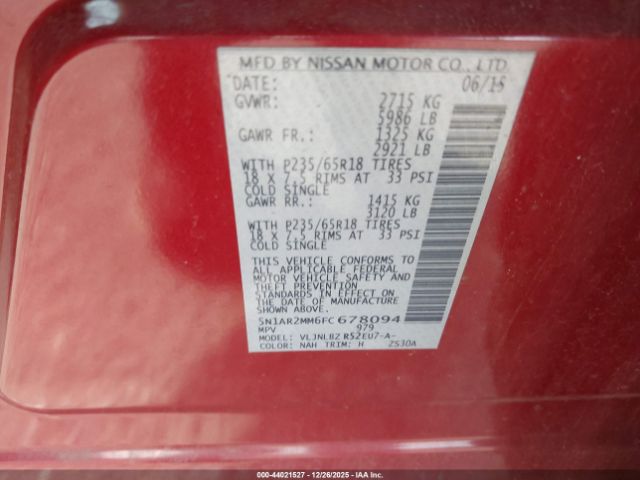 MFD BY NISSAN MOTOR CO., LTD.
DATE: 06/15
GVWR: 2715 KG
5986 LB
GAWR FR.: 1325 KG
2921 LB
WITH P235/65R18 TIRES
18 X 7.5 RIMS AT 33 PSI
COLD SINGLE
GAWR RR.: 1415 KG
3120 LB
WITH P235/65R18 TIRES
18 X 7.5 RIMS AT 33 PSI
COLD SINGLE
THIS VEHICLE CONFORMS TO
ALL APPLICABLE FEDERAL
MOTOR VEHICLE SAFETY AND
THEFT PREVENTION
STANDARDS IN EFFECT ON
THE DATE OF MANUFACTURE
SHOWN ABOVE.
5N1AR2MM6FC678094
MPV 979
MODEL: VLJNLBZ R52EU7-A-
COLOR: NAH TRIM: H 2S30A
000-44021527 - 12/26/2025 - IAA Inc.